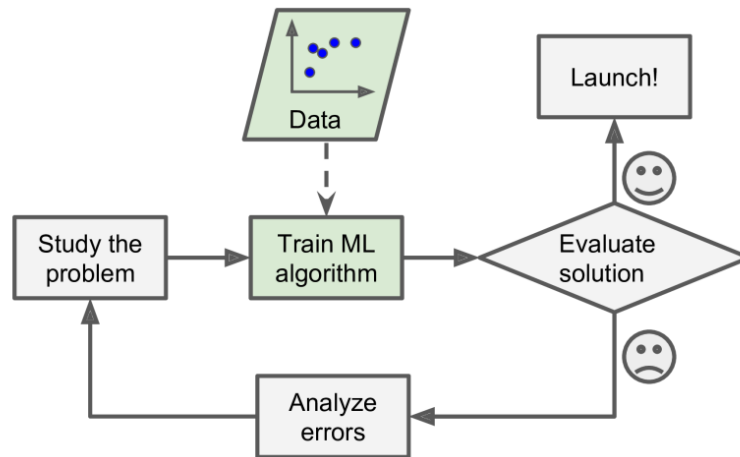 Data
Launch!
Study the
problem
Train ML
algorithm
Evaluate
solution
Analyze
errors